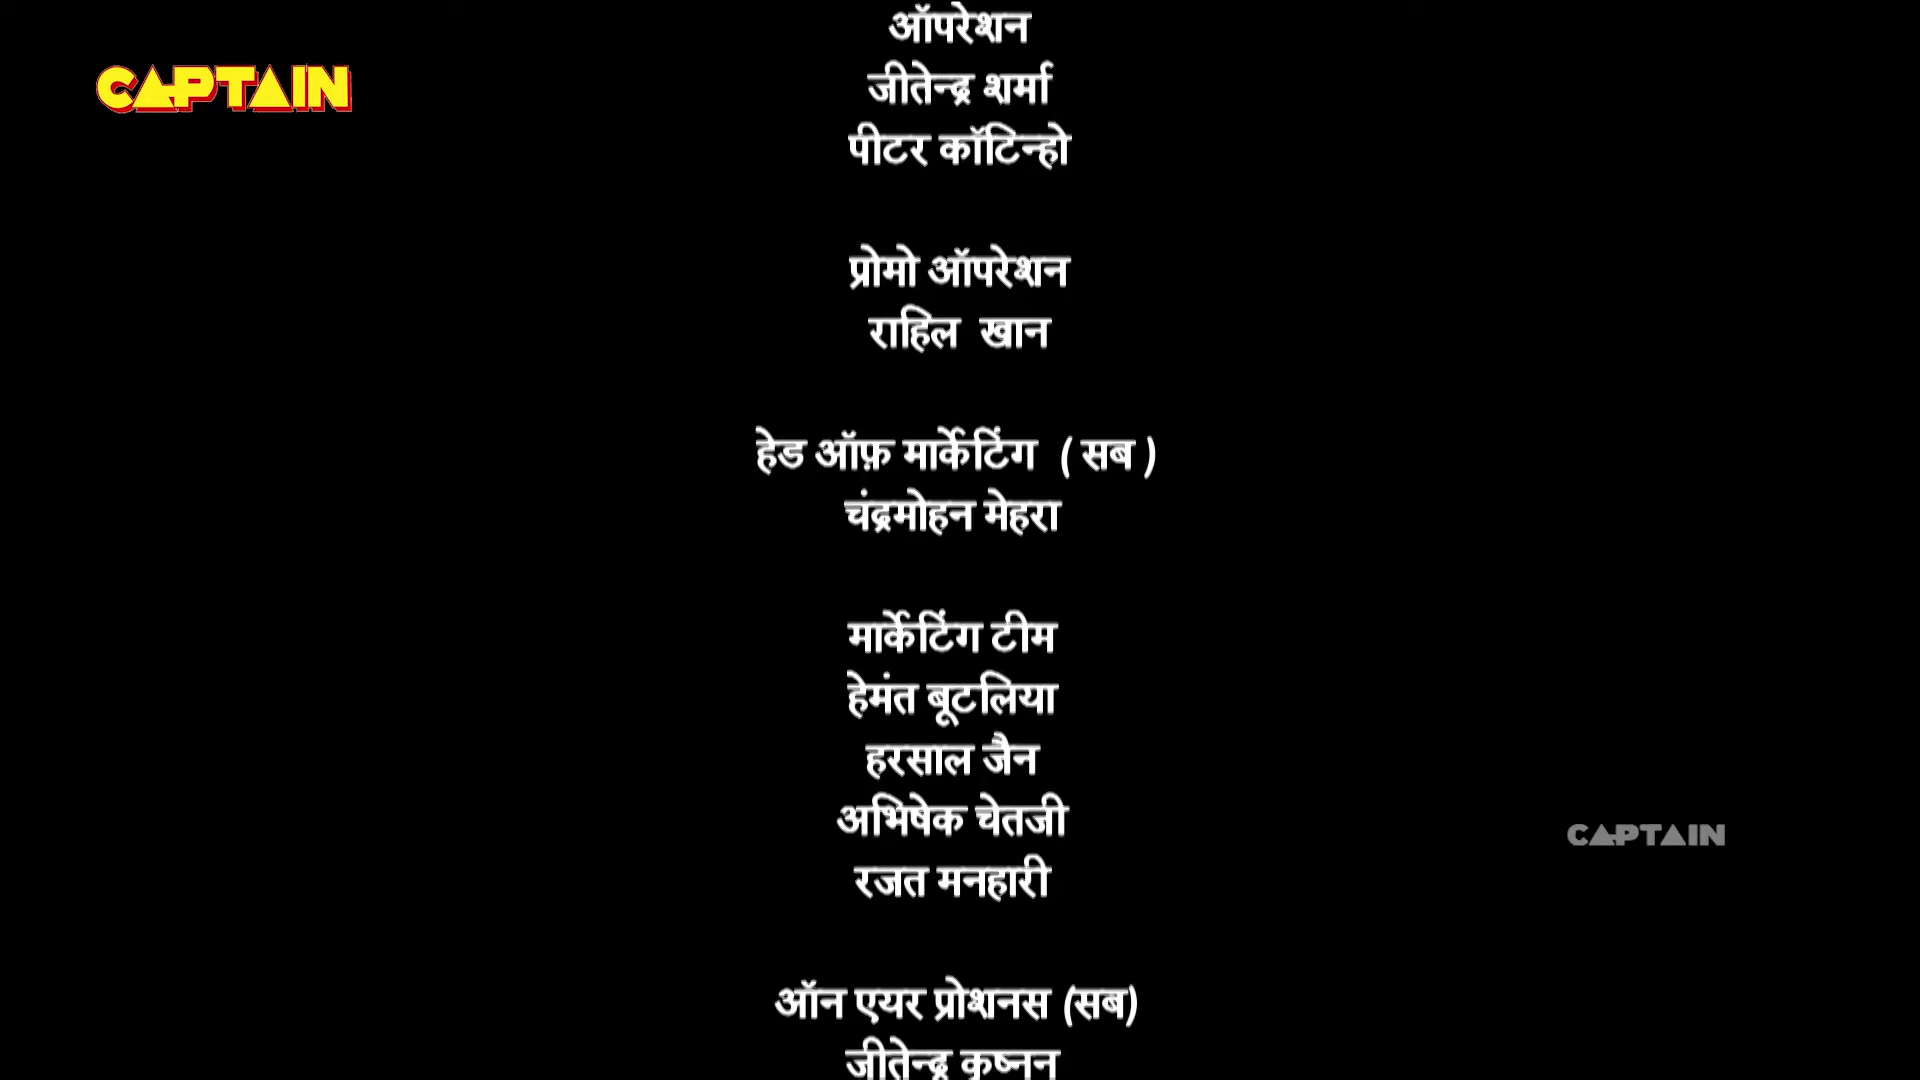 ऑपरेशन
CAPTAIN
जीतेन्द्र शर्मा
पीटर कॉटिन्हो
प्रोमो ऑपरेशन
राहिल खान
हेड ऑफ़ मार्केटिंग ( सब )
चंद्रमोहन मेहरा
मार्केटिंग टीम
हेमंत बूटलिया
हरसाल जैन
अभिषेक चेतजी
रजत मनहारी
CAPTAIN
ऑन एयर प्रोशनस (सब)
जीतेन्द्र कृष्नन